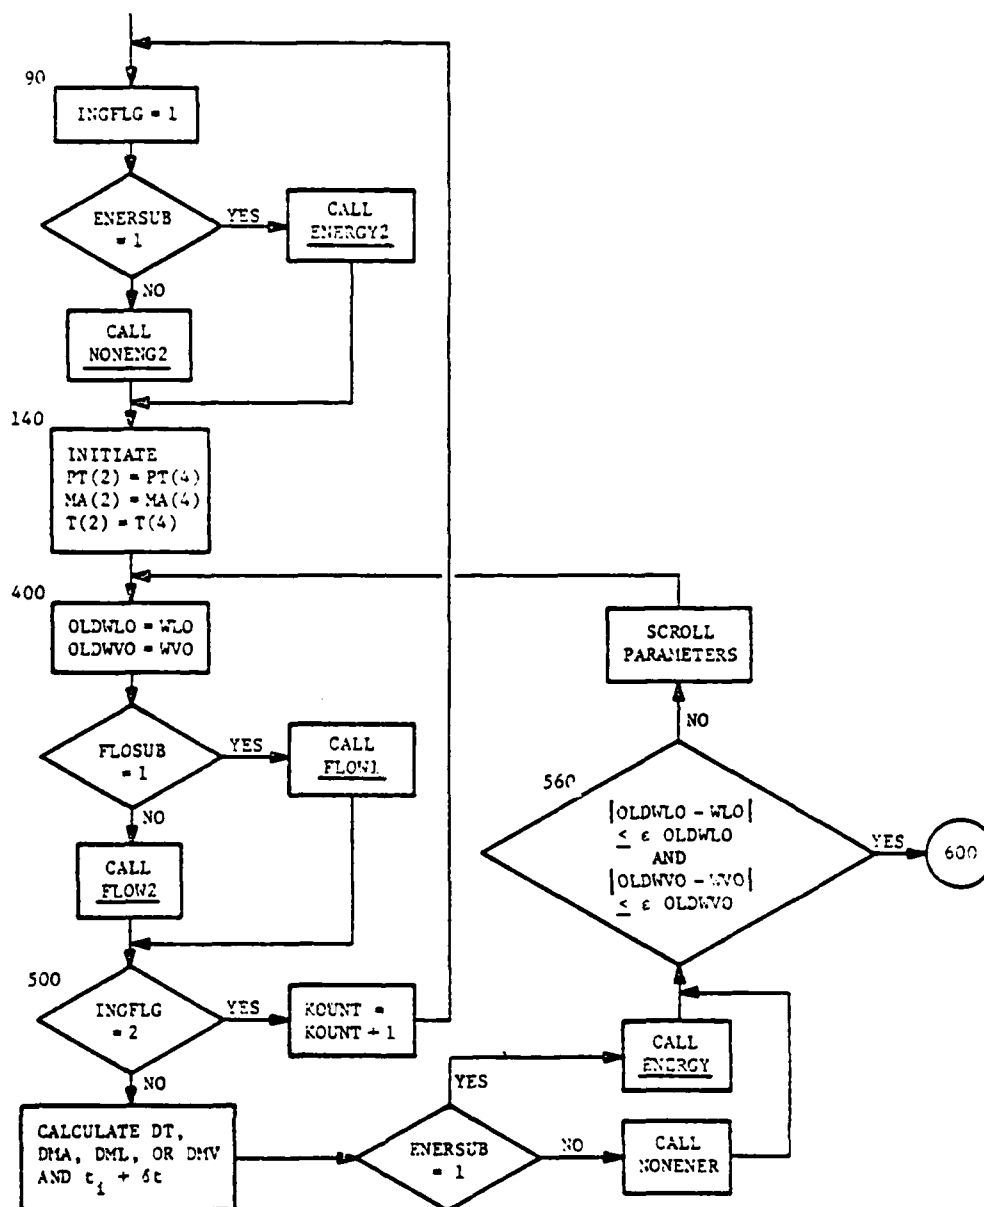 90
INGFLG = 1
ENERSUB
= 1
YES
CALL
ENERGY2
NO
CALL
NONENG2
140
INITIATE
PT(2) = PT(4)
MA(2) = MA(4)
T(2) = T(4)
400
OLDWLO = WLO
OLDWVO = WVO
SCROLL
PARAMETERS
NO
FLOSUB
= 1
YES
CALL
FLOW1
NO
CALL
FLOW2
560
|OLDWLO - WLO|
≤ ε OLDWLO
AND
|OLDWVO - WVO|
≤ ε OLDWVO
YES
600
500
INGFLG
= 2
YES
KOUNT =
KOUNT + 1
NO
CALCULATE DT,
DMA, DML, OR DMV
AND t_i + δt
ENERSUB
= 1
YES
CALL
ENERGY
NO
CALL
NONENER